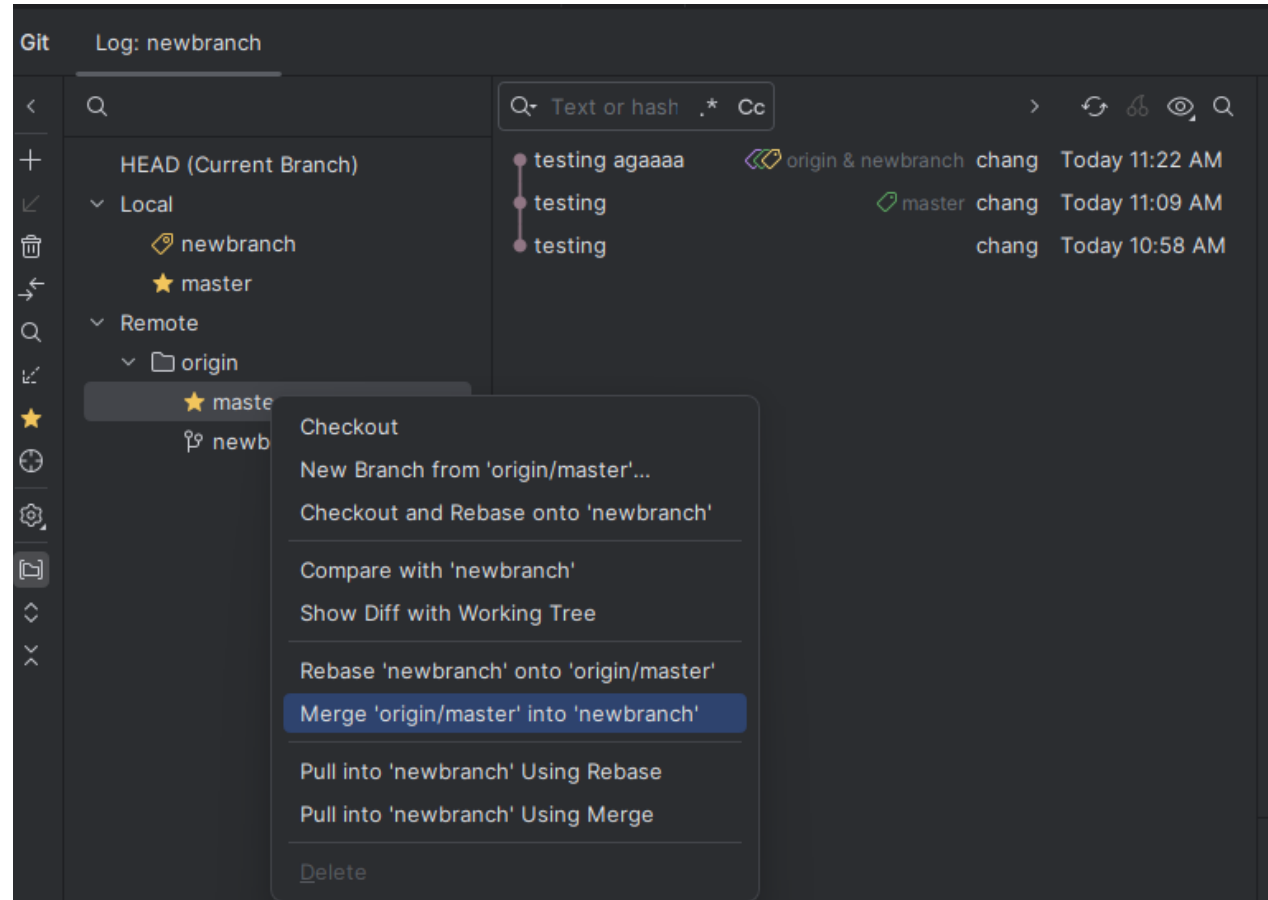 Git Log: newbranch
Text or hash .* Cc
HEAD (Current Branch)
Local
newbranch
master
Remote
origin
maste
newb
testing agaaaa origin & newbranch chang Today 11:22 AM
testing master chang Today 11:09 AM
testing chang Today 10:58 AM
Checkout
New Branch from 'origin/master'...
Checkout and Rebase onto 'newbranch'
Compare with 'newbranch'
Show Diff with Working Tree
Rebase 'newbranch' onto 'origin/master'
Merge 'origin/master' into 'newbranch'
Pull into 'newbranch' Using Rebase
Pull into 'newbranch' Using Merge
Delete